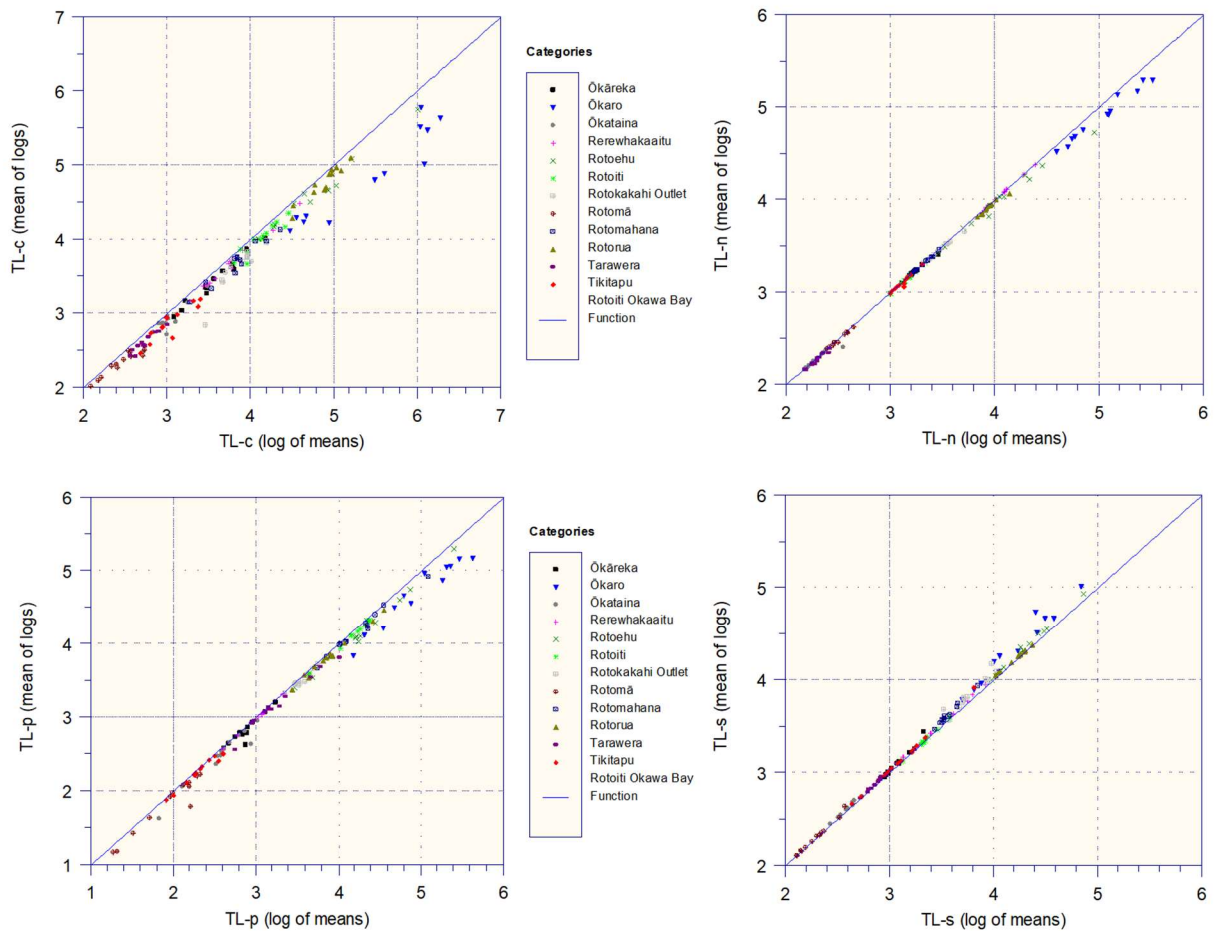 7
6
5
4
3
2
2
3
4
5
6
7
TL-c (mean of logs)
TL-c (log of means)
Categories
Ōkāreka
Ōkaro
Ōkataina
Rerewhakaaitu
Rotoehu
Rotoiti
Rotokakahi Outlet
Rotomā
Rotomahana
Rotorua
Tarawera
Tikitapu
Rotoiti Okawa Bay
Function
6
5
4
3
2
2
3
4
5
6
TL-n (mean of logs)
TL-n (log of means)
6
5
4
3
2
1
1
2
3
4
5
6
TL-p (mean of logs)
TL-p (log of means)
Categories
Ōkāreka
Ōkaro
Ōkataina
Rerewhakaaitu
Rotoehu
Rotoiti
Rotokakahi Outlet
Rotomā
Rotomahana
Rotorua
Tarawera
Tikitapu
Rotoiti Okawa Bay
Function
6
5
4
3
2
2
3
4
5
6
TL-s (mean of logs)
TL-s (log of means)